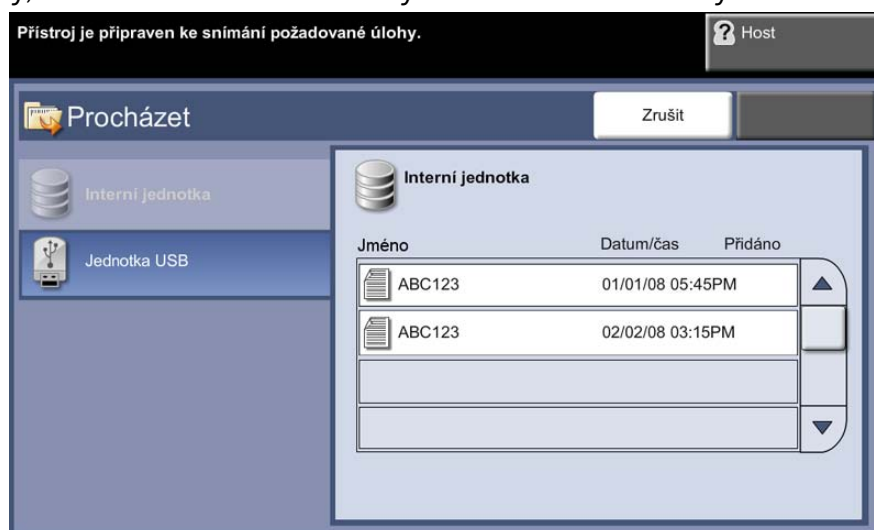 Přístroj je připraven ke snímání požadované úlohy.
? Host
Procházet
Zrušit
Interní jednotka
Jednotka USB
Interní jednotka
Jméno Datum/čas Přidáno
ABC123 01/01/08 05:45PM
ABC123 02/02/08 03:15PM